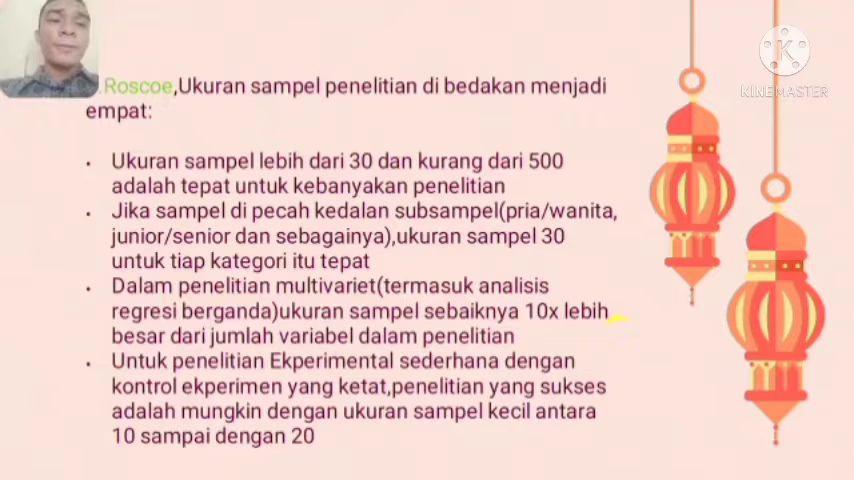 Roscoe,Ukuran sampel penelitian di bedakan menjadi
empat:
• Ukuran sampel lebih dari 30 dan kurang dari 500
adalah tepat untuk kebanyakan penelitian
• Jika sampel di pecah kedalan subsampel(pria/wanita,
junior/senior dan sebagainya),ukuran sampel 30
untuk tiap kategori itu tepat
• Dalam penelitian multivariet(termasuk analisis
regresi berganda)ukuran sampel sebaiknya 10x lebih
besar dari jumlah variabel dalam penelitian
• Untuk penelitian Ekperimental sederhana dengan
kontrol ekperimen yang ketat,penelitian yang sukses
adalah mungkin dengan ukuran sampel kecil antara
10 sampai dengan 20
KINEMASTER